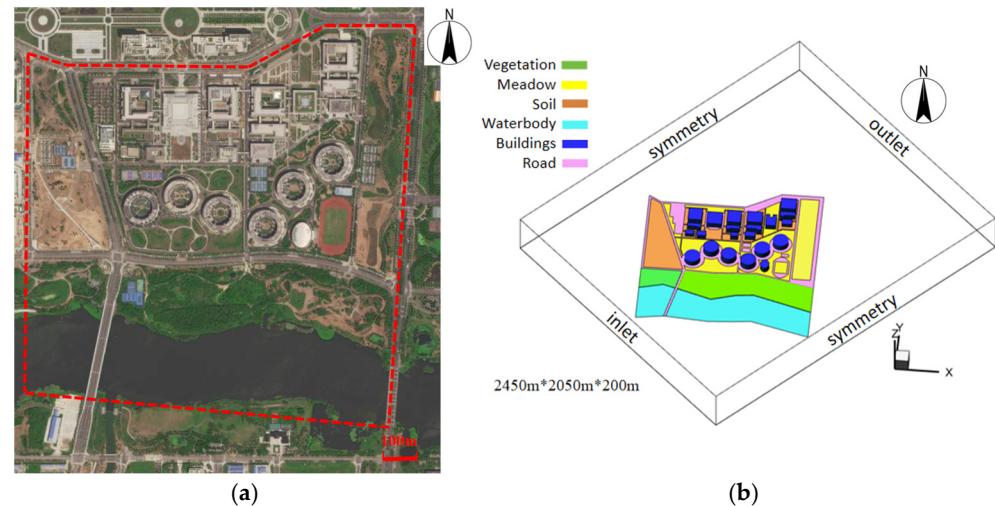 N
100m
(a)
Vegetation
Meadow
Soil
Waterbody
Buildings
Road
N
symmetry
outlet
inlet
symmetry
2450m*2050m*200m
Z
Y
X
(b)